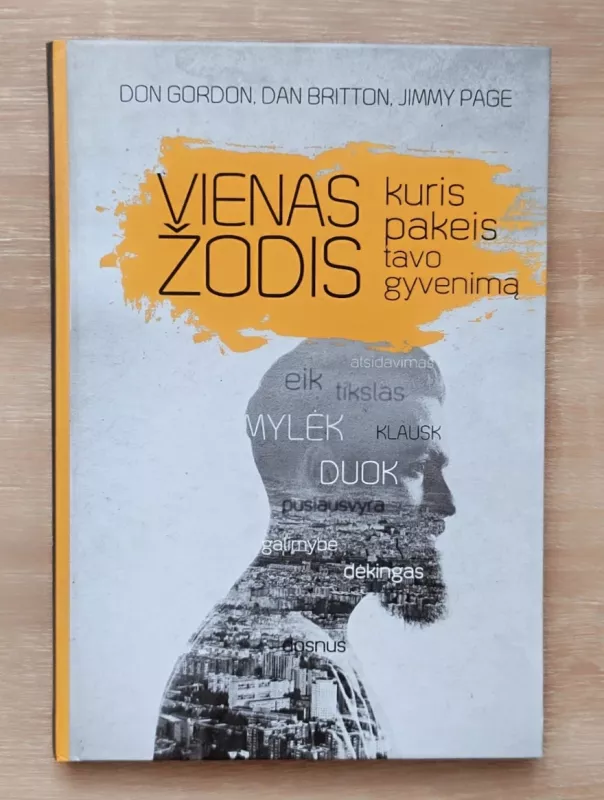 DON GORDON, DAN BRITTON, JIMMY PAGE
VIENAS
ŽODIS
kuris
pakeis
tavo
gyvenimą
atsidavimas
eik
tikslas
MYLĖK
KLAUSK
DUOK
pusiausvyra
galimybė
dėkingas
dosnus